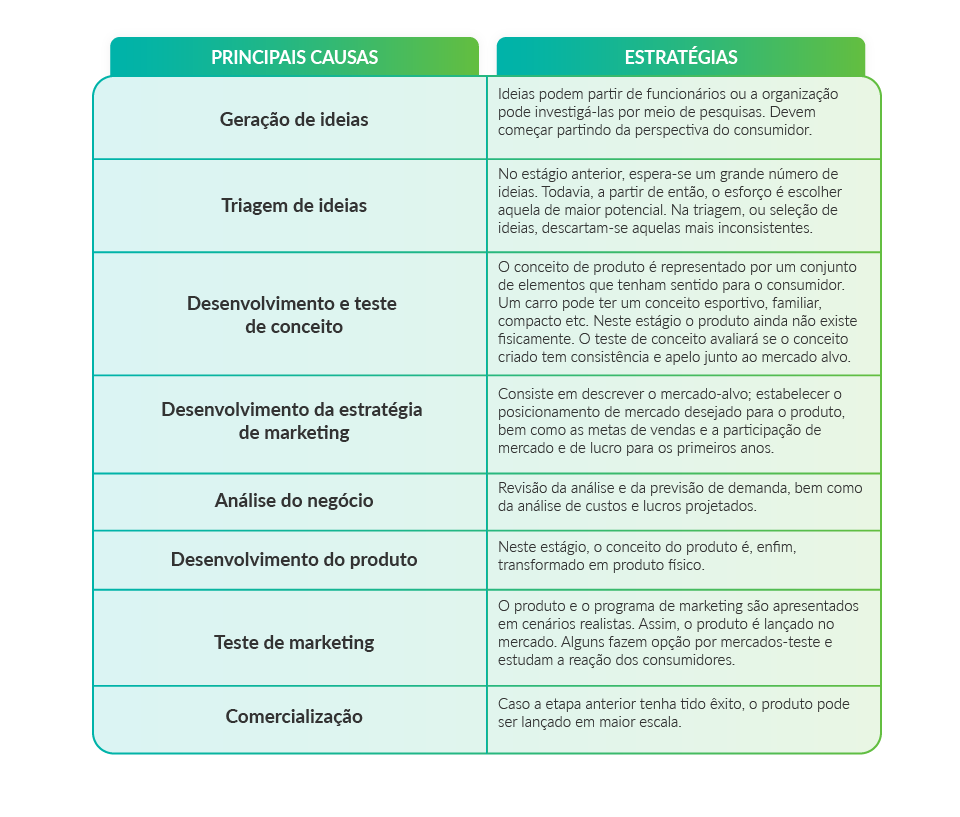 PRINCIPAIS CAUSAS
ESTRATÉGIAS
Geração de ideias
Ideias podem partir de funcionários ou a organização
pode investigá-las por meio de pesquisas. Devem
começar partindo da perspectiva do consumidor.
Triagem de ideias
No estágio anterior, espera-se um grande número de
ideias. Todavia, a partir de então, o esforço é escolher
aquela de maior potencial. Na triagem, ou seleção de
ideias, descartam-se aquelas mais inconsistentes.
Desenvolvimento e teste
de conceito
O conceito de produto é representado por um conjunto
de elementos que tenham sentido para o consumidor.
Um carro pode ter um conceito esportivo, familiar,
compacto etc. Neste estágio o produto ainda não existe
fisicamente. O teste de conceito avaliará se o conceito
criado tem consistência e apelo junto ao mercado alvo.
Desenvolvimento da estratégia
de marketing
Consiste em descrever o mercado-alvo; estabelecer o
posicionamento de mercado desejado para o produto,
bem como as metas de vendas e a participação de
mercado e de lucro para os primeiros anos.
Análise do negócio
Revisão da análise e da previsão de demanda, bem como
da análise de custos e lucros projetados.
Desenvolvimento do produto
Neste estágio, o conceito do produto é, enfim,
transformado em produto físico.
Teste de marketing
O produto e o programa de marketing são apresentados
em cenários realistas. Assim, o produto é lançado no
mercado. Alguns fazem opção por mercados-teste e
estudam a reação dos consumidores.
Comercialização
Caso a etapa anterior tenha tido êxito, o produto pode
ser lançado em maior escala.